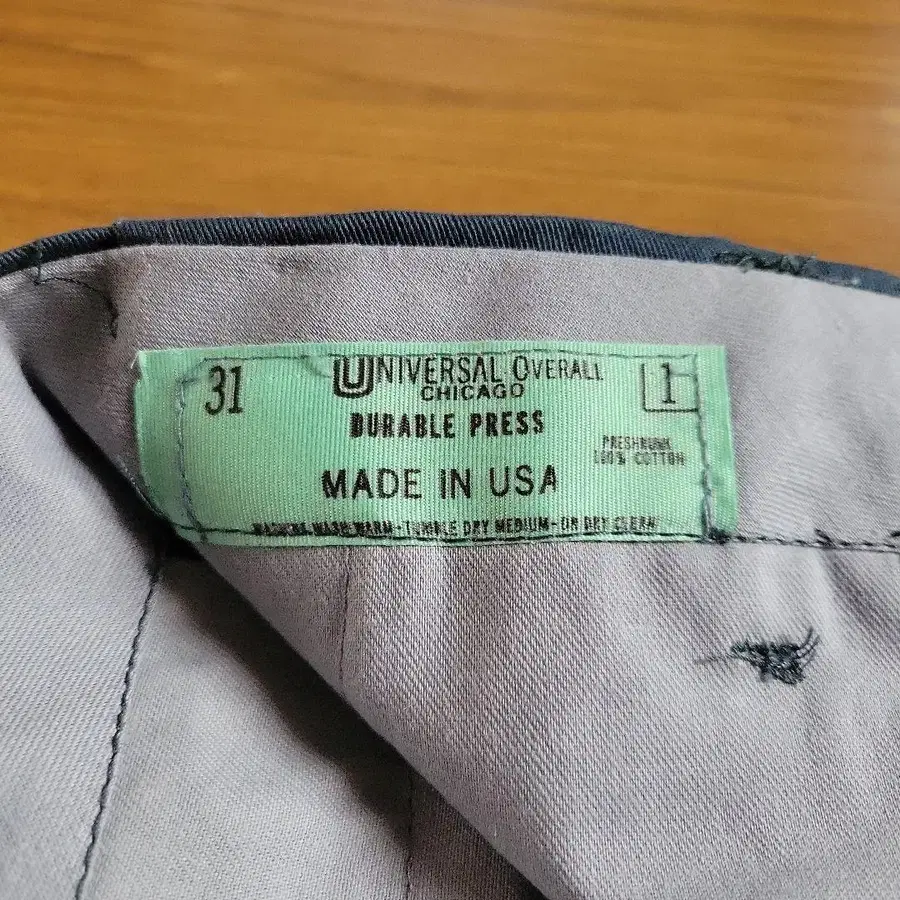 31
UNIVERSAL OVERALL
1
CHICAGO
DURABLE PRESS
PRESHRUNK
100% COTTON
MADE IN USA
MACHINE WASH WARM-TUMBLE DRY MEDIUM-OR DRY CLEAN